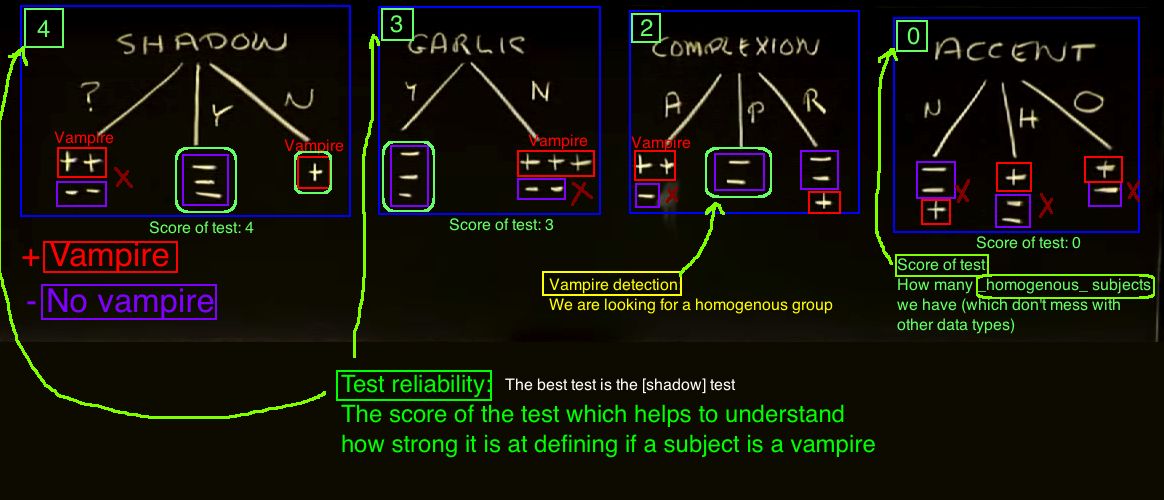 4
SHADOW
? Y N
Vampire
Vampire
+ +
- -
X
-
-
-
+
Score of test: 4
3
GARLIC
Y N
Vampire
-
-
-
+ + +
- -
X
Score of test: 3
2
COMPLEXION
A P R
Vampire
+ +
-
X
-
-
-
-
+
0
ACCENT
N H O
-
-
+
X
+
-
-
X
+
-
X
Score of test: 0
+ Vampire
- No vampire
Vampire detection
We are looking for a homogenous group
Score of test
How many _homogenous_ subjects
we have (which don't mess with
other data types)
Test reliability:
The best test is the [shadow] test
The score of the test which helps to understand
how strong it is at defining if a subject is a vampire